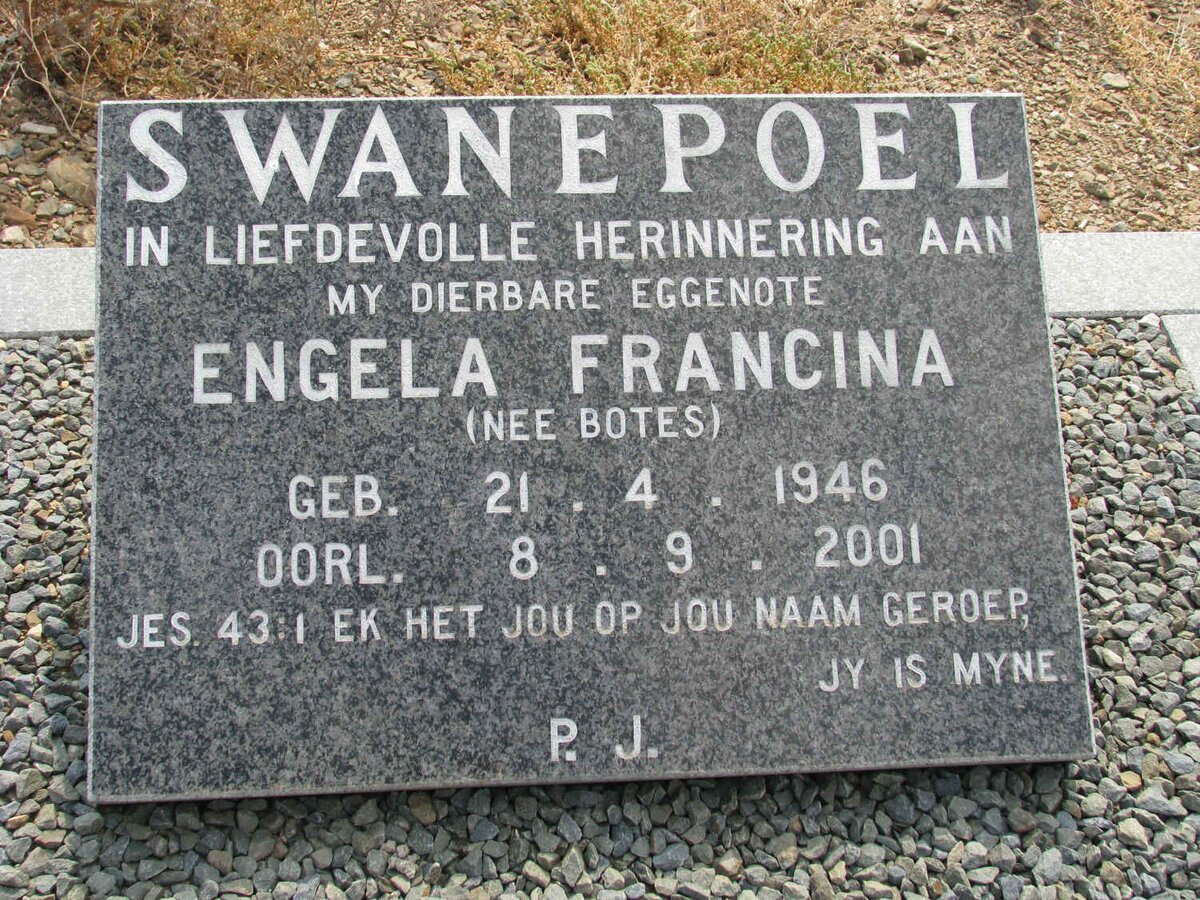 SWANEPOEL
IN LIEFDEVOLLE HERINNERING AAN
MY DIERBARE EGGENOTE
ENGELA FRANCINA
(NEE BOTES)
GEB. 21 . 4 . 1946
OORL. 8 . 9 . 2001
JES. 43:1 EK HET JOU OP JOU NAAM GEROEP,
JY IS MYNE.
P. J.